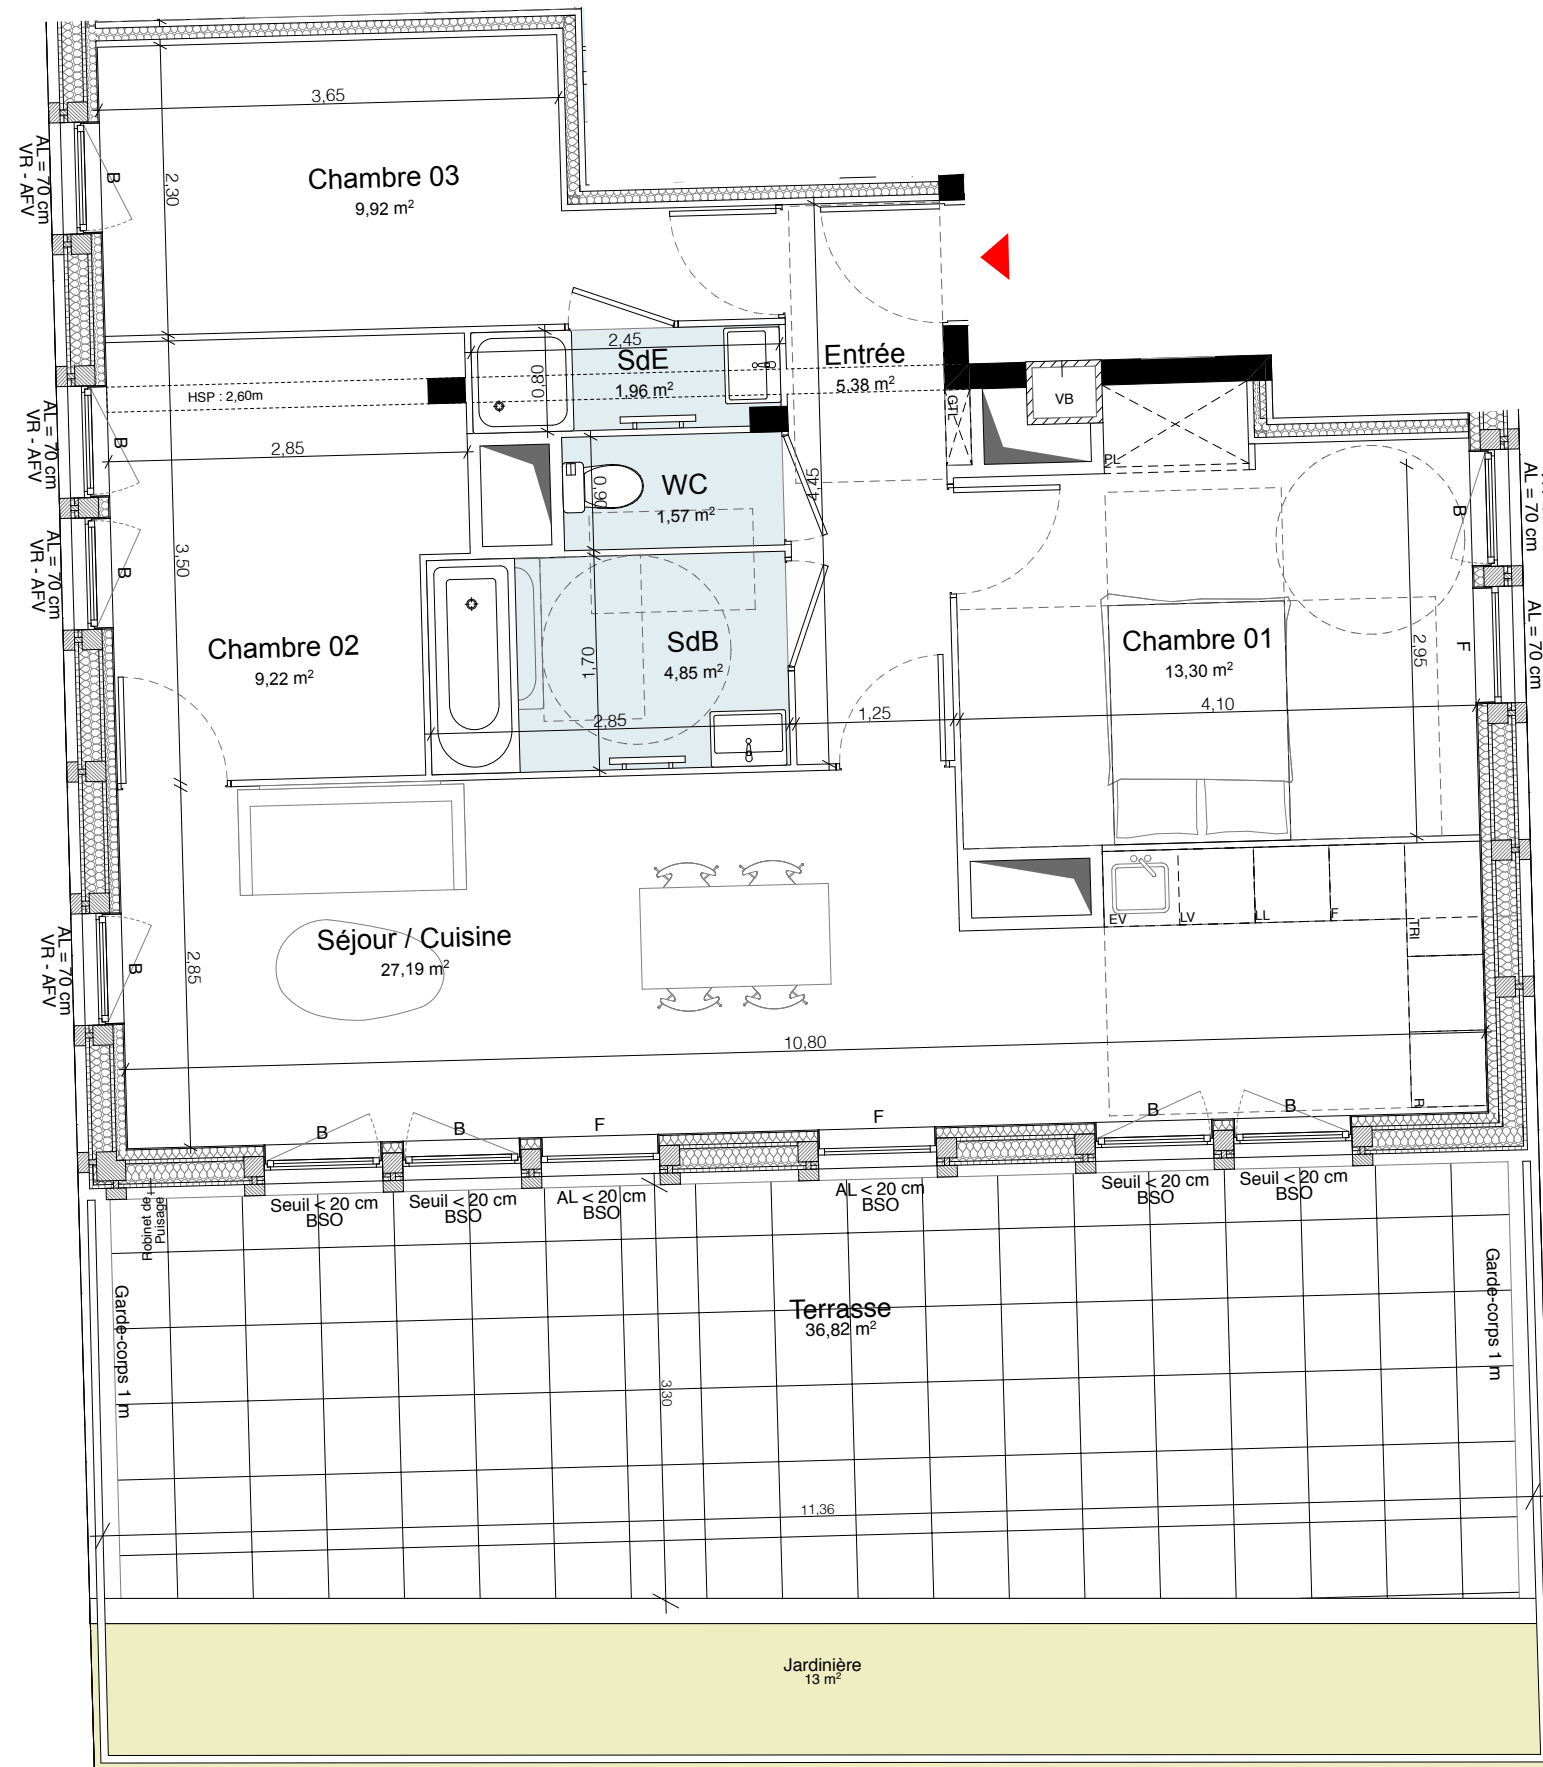 3,65
AL = 70 cm
VR - AFV
B
2,30
Chambre 03
9,92 m²
2,45
SdE
1,96 m²
0,80
Entrée
5,38 m²
VB
GTL
PL
HSP : 2,60m
AL = 70 cm
VR - AFV
B
2,85
WC
1,57 m²
0,90
4,45
B
AL = 70 cm
AL = 70 cm
VR - AFV
B
3,50
Chambre 02
9,22 m²
SdB
4,85 m²
1,70
2,85
1,25
Chambre 01
13,30 m²
4,10
2,95
F
AL = 70 cm
EV
LV
LL
F
TRI
R
Séjour / Cuisine
27,19 m²
AL = 70 cm
VR - AFV
B
2,85
10,80
B
B
F
F
B
B
Seuil < 20 cm
BSO
Seuil < 20 cm
BSO
AL < 20 cm
BSO
AL < 20 cm
BSO
Seuil < 20 cm
BSO
Seuil < 20 cm
BSO
Robinet de
Puisage
Garde-corps 1 m
Garde-corps 1 m
Terrasse
36,82 m²
3,30
11,36
Jardinière
13 m²